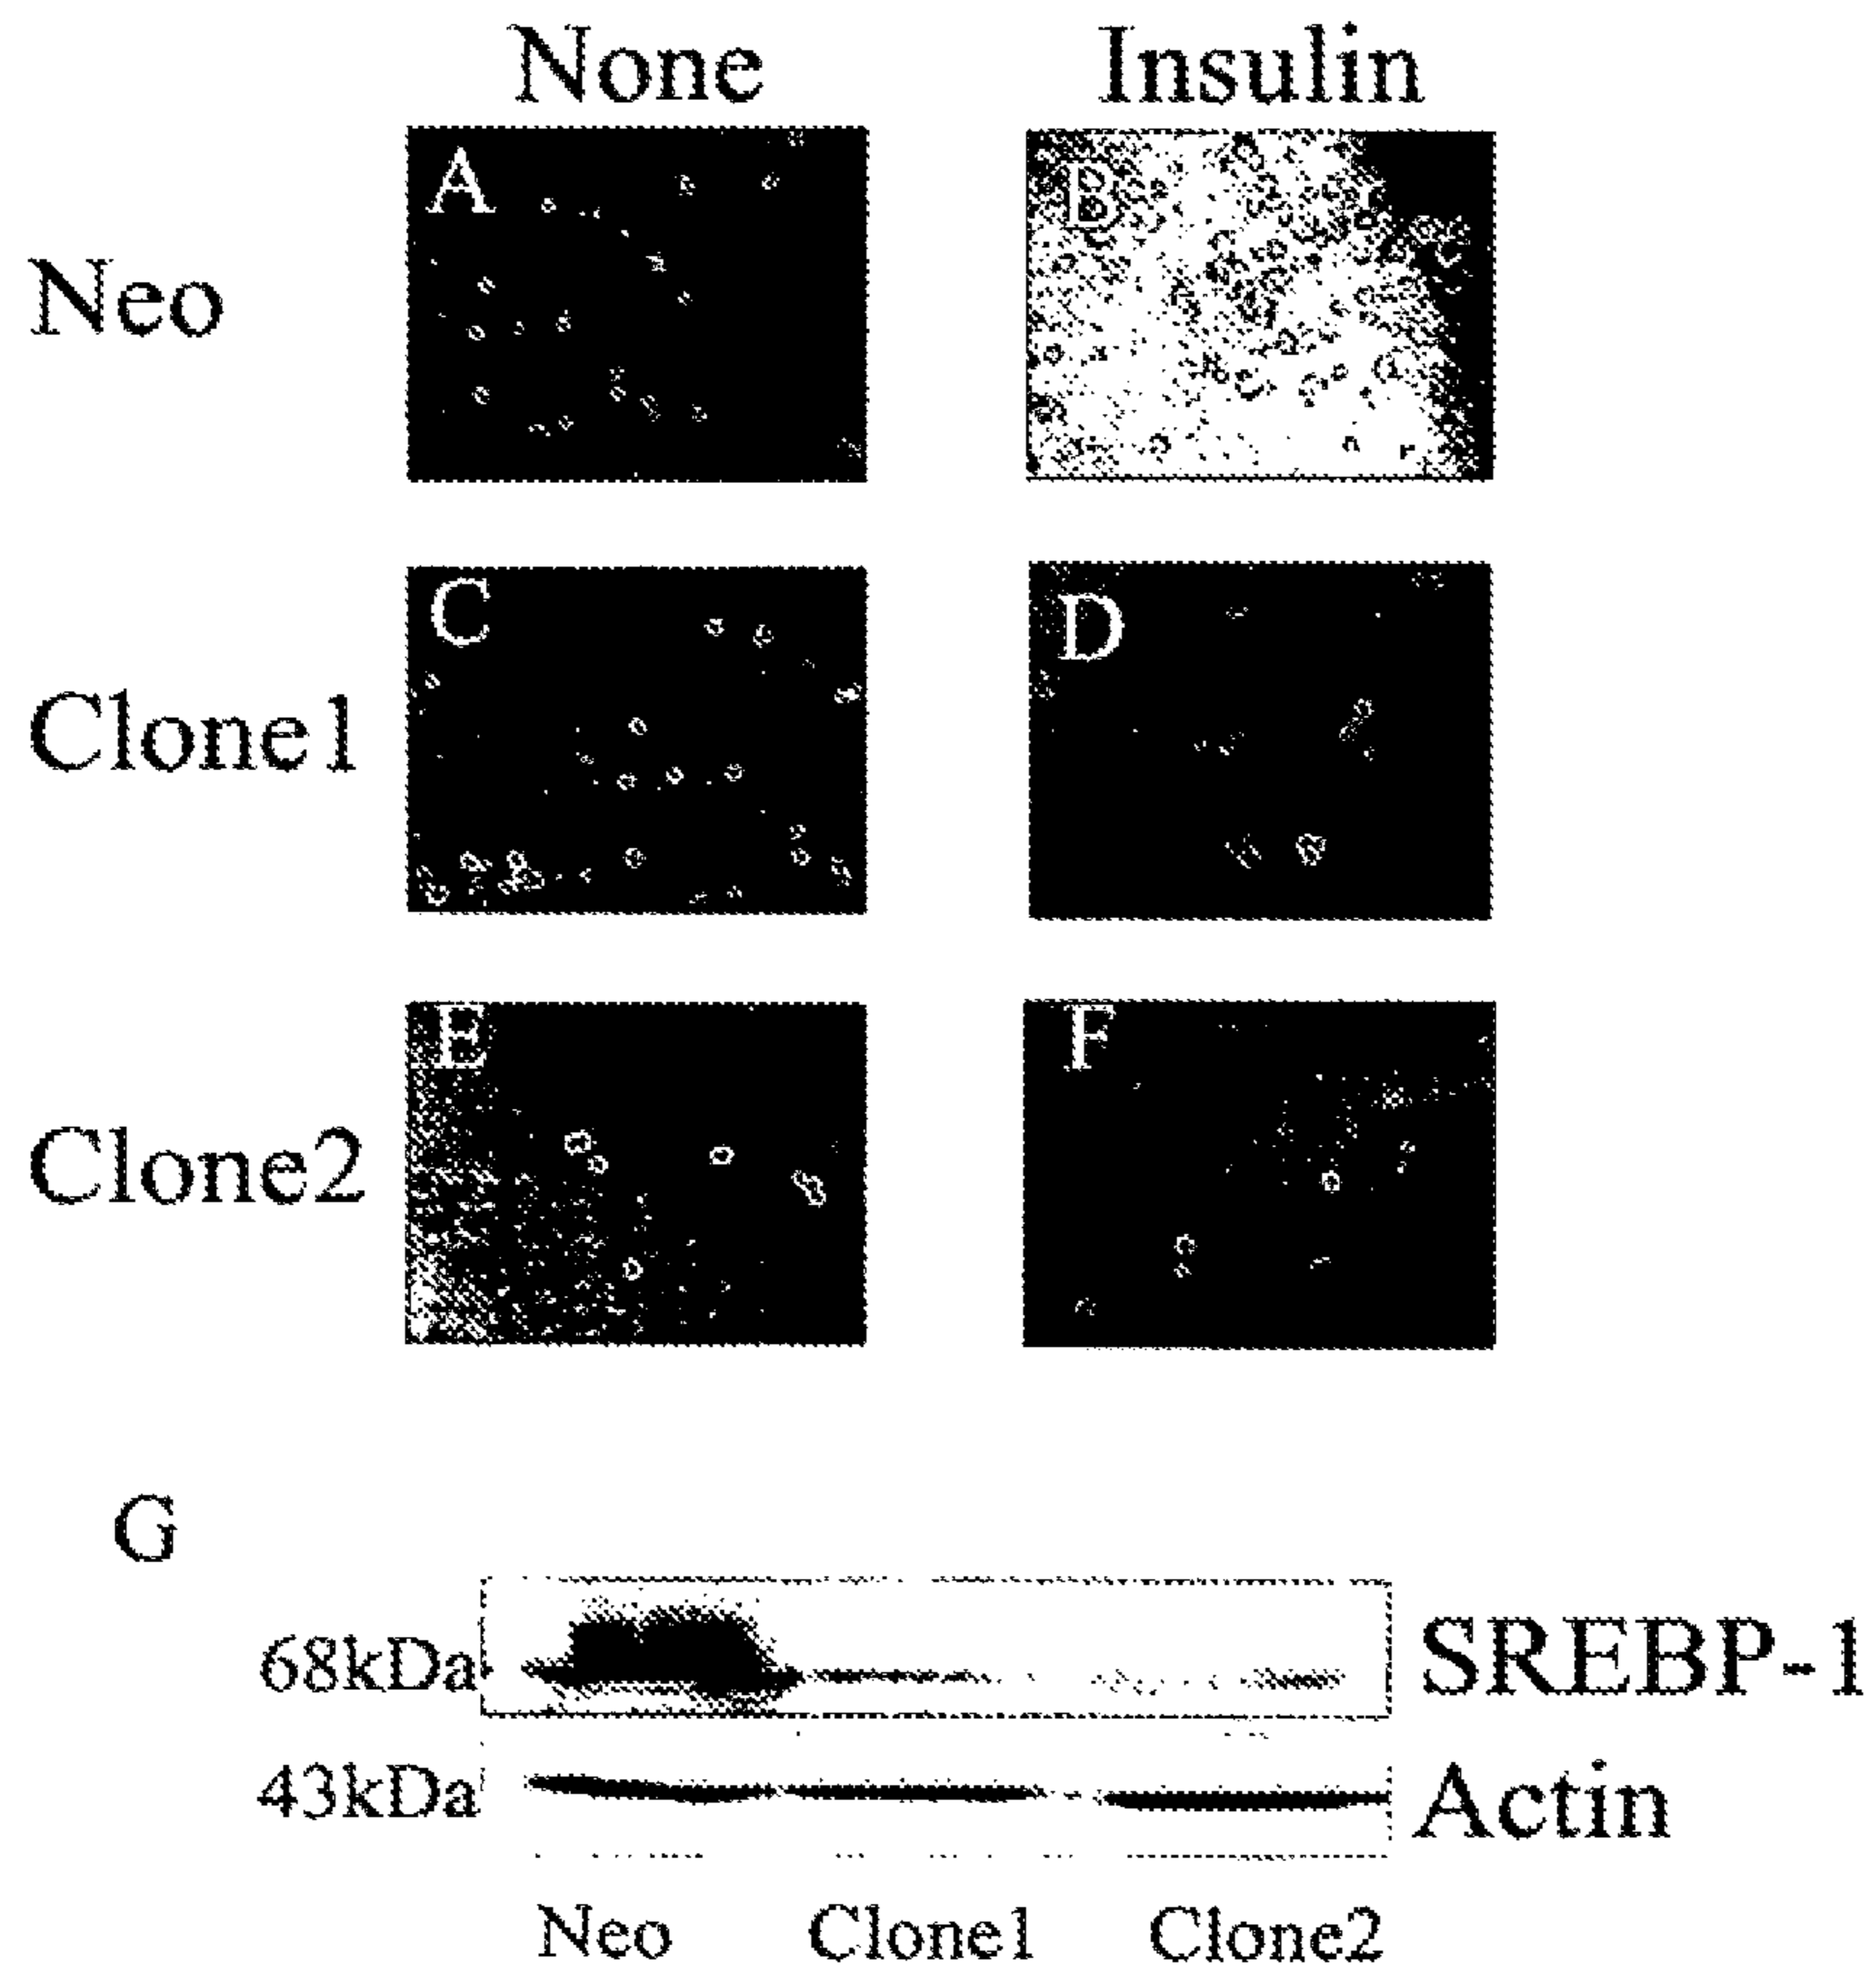 None Insulin
A B
Neo
C D
Clone1
E F
Clone2
G
68kDa SREBP-1
43kDa Actin
Neo Clone1 Clone2